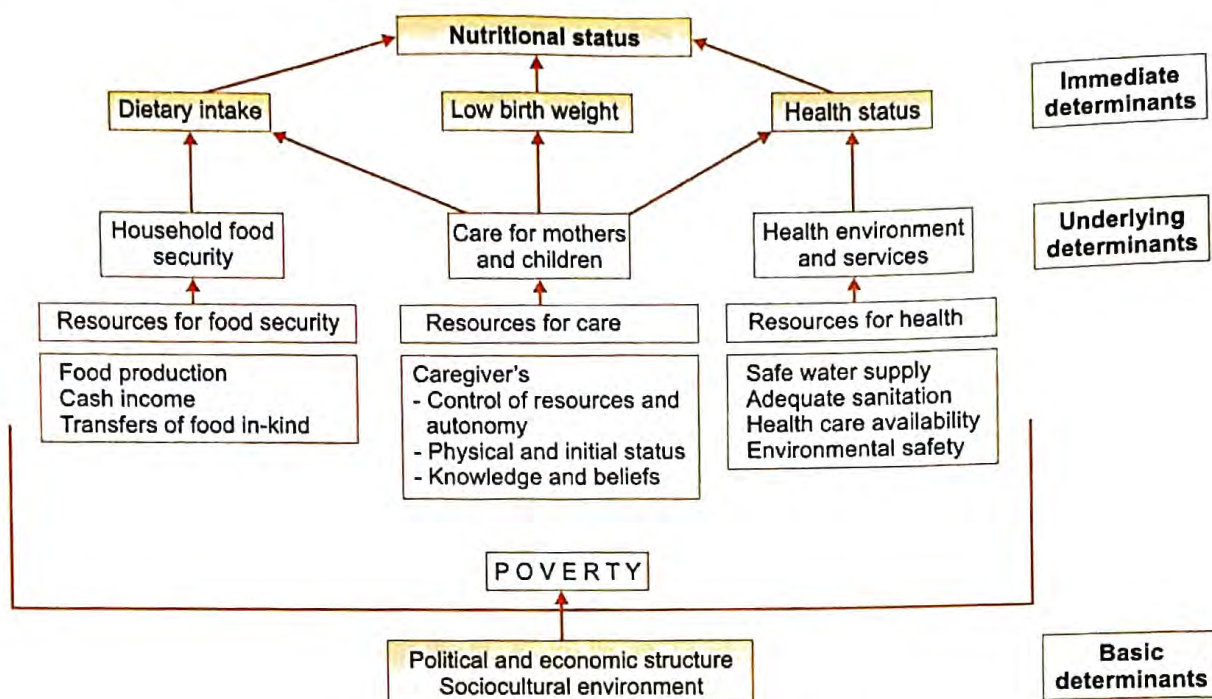 Nutritional status
Immediate
determinants
Dietary intake
Low birth weight
Health status
Household food
security
Care for mothers
and children
Health environment
and services
Underlying
determinants
Resources for food security
Resources for care
Resources for health
Food production
Cash income
Transfers of food in-kind
Caregiver's
- Control of resources and
autonomy
- Physical and initial status
- Knowledge and beliefs
Safe water supply
Adequate sanitation
Health care availability
Environmental safety
POVERTY
Political and economic structure
Sociocultural environment
Basic
determinants